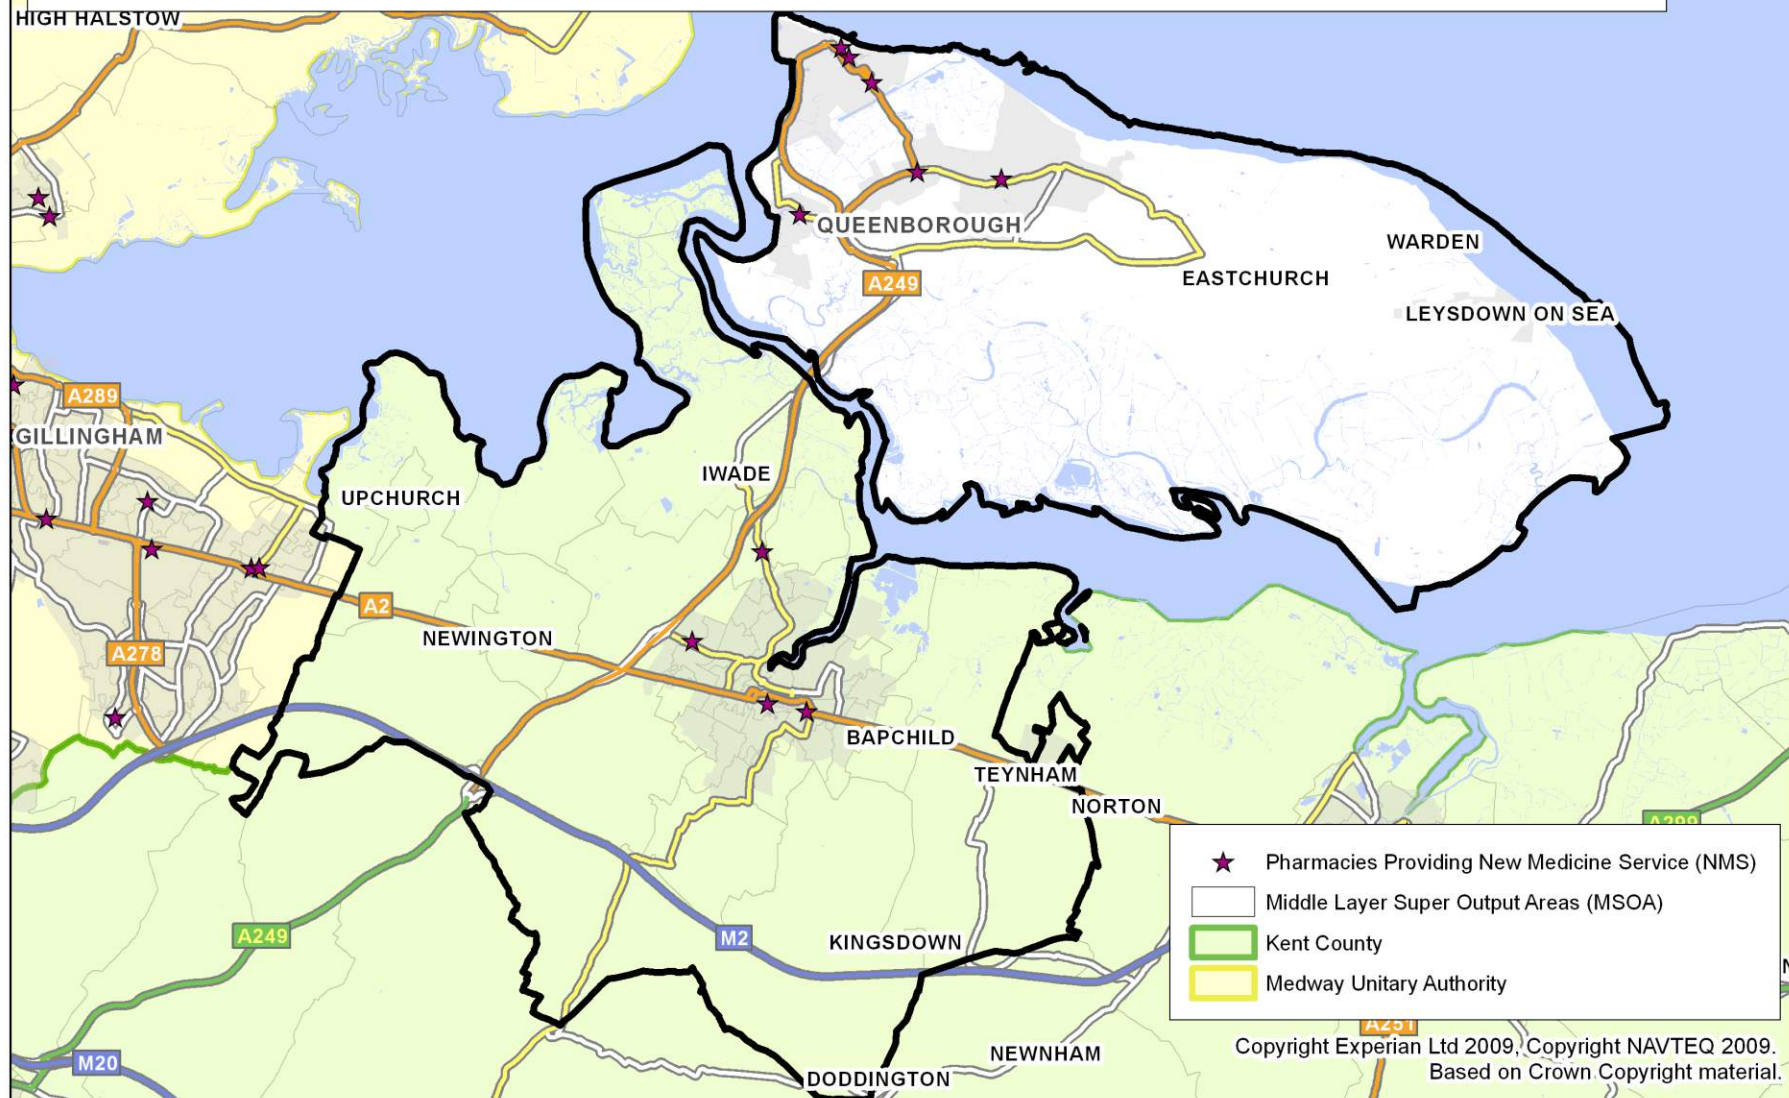 HIGH HALSTOW
QUEENBOROUGH
WARDEN
EASTCHURCH
A249
LEYSDOWN ON SEA
A289
GILLINGHAM
IWADE
UPCHURCH
A2
NEWINGTON
A278
BAPCHILD
TEYNHAM
NORTON
A299
Pharmacies Providing New Medicine Service (NMS)
Middle Layer Super Output Areas (MSOA)
Kent County
Medway Unitary Authority
A249
M2
KINGSDOWN
A251
M20
NEWNHAM
DODDINGTON
Copyright Experian Ltd 2009, Copyright NAVTEQ 2009.
Based on Crown Copyright material.